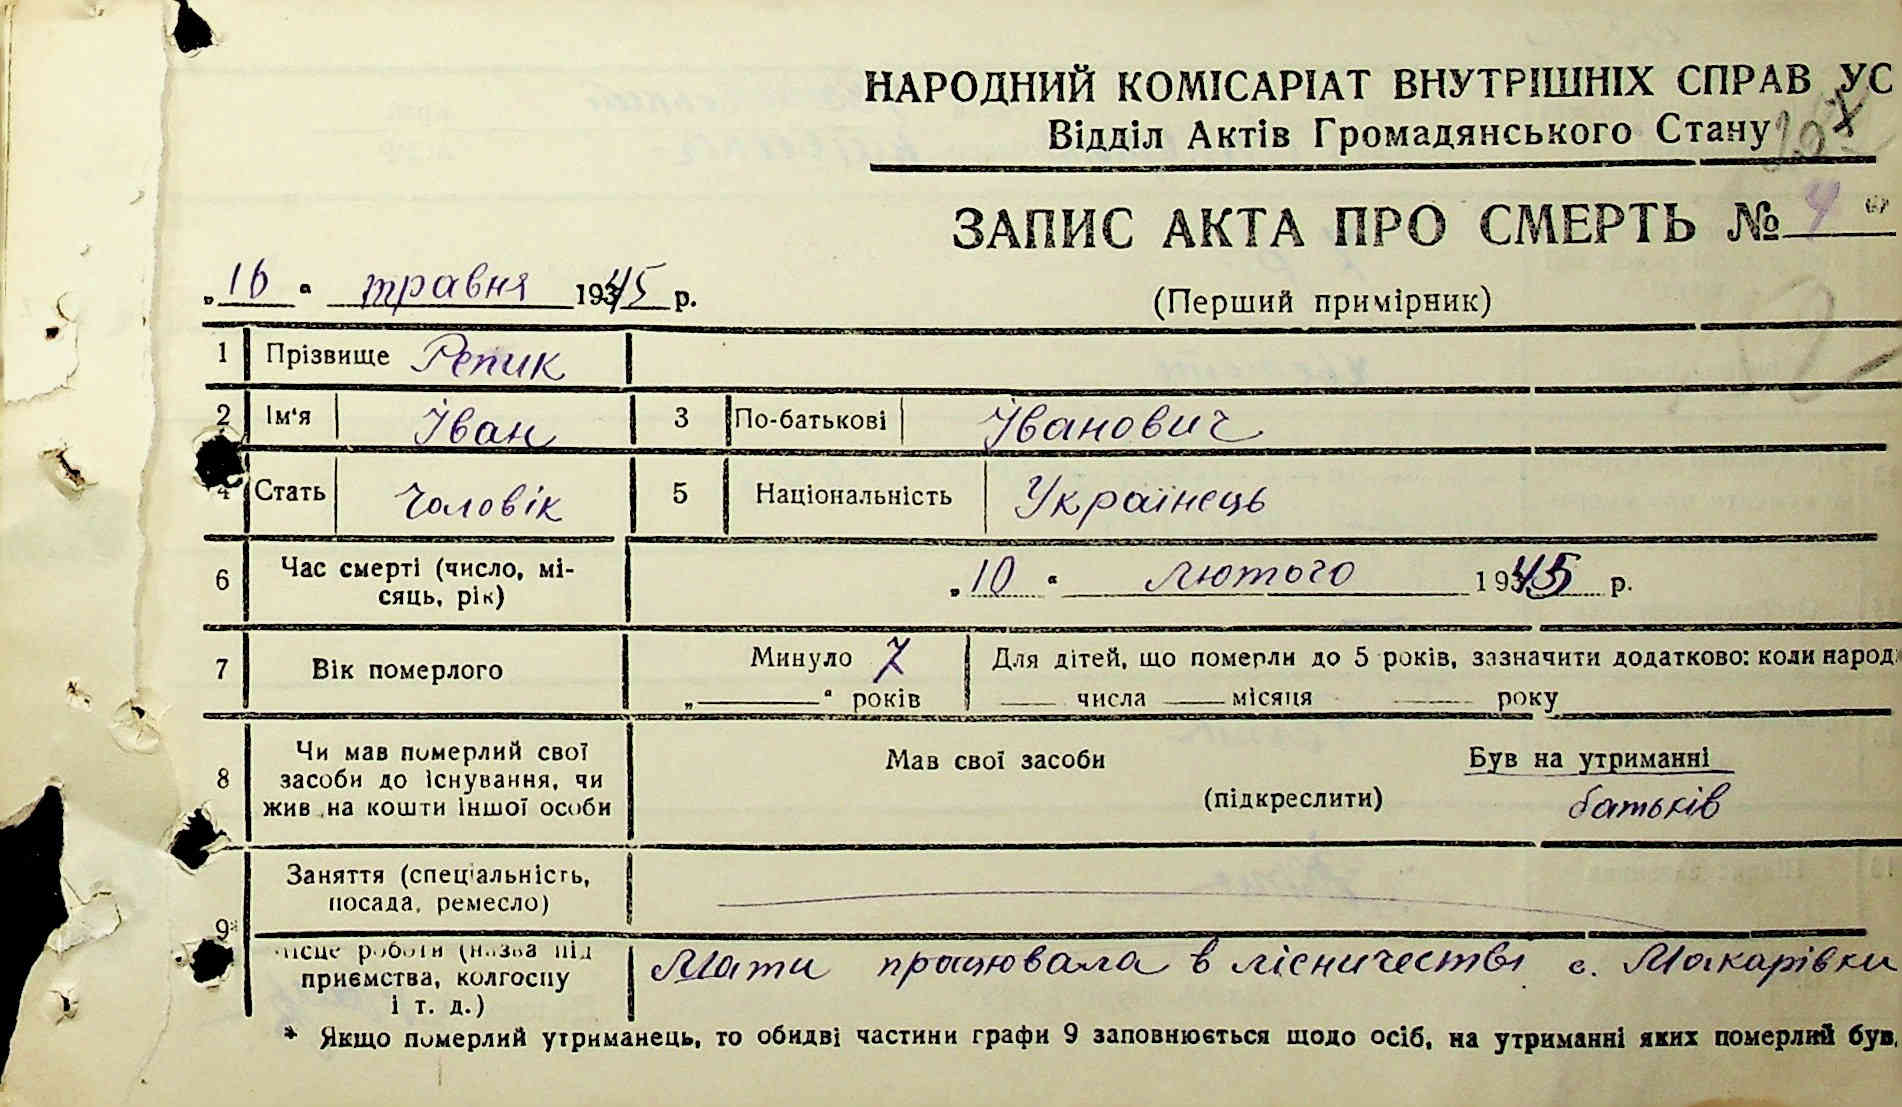 НАРОДНИЙ КОМІСАРІАТ ВНУТРІШНІХ СПРАВ УС
Відділ Актів Громадянського Стану
ЗАПИС АКТА ПРО СМЕРТЬ № 4
„16“ травня 1945 р.
(Перший примірник)
1 Прізвище Репик
2 Ім'я Іван 3 По-батькові Іванович
4 Стать чоловік 5 Національність Українець
6 Час смерті (число, мі-
сяць, рік) „10“ лютого 1945 р.
7 Вік померлого Минуло 7
„ “ років
Для дітей, що померли до 5 років, зазначити додатково: коли народ
числа місяця року
8 Чи мав померлий свої
засоби до існування, чи
жив на кошти іншої особи
Мав свої засоби Був на утриманні
(підкреслити) батьків
9* Заняття (спеціальність,
посада, ремесло)
місце роботи (назва під
приємства, колгоспу
і т. д.)
Мати працювала в лісничестві с. Макарівки
* Якщо померлий утриманець, то обидві частини графи 9 заповнюється щодо осіб, на утриманні яких померлий був.